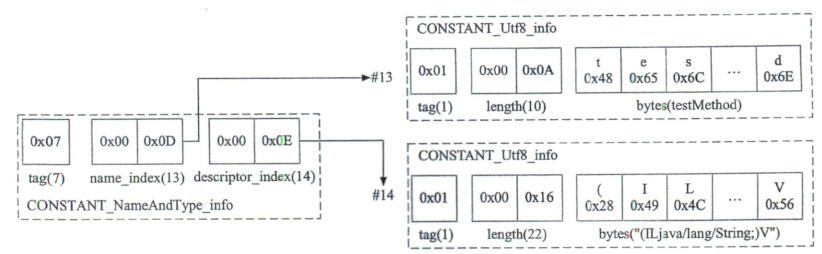 CONSTANT_Utf8_info
0x01 0x00 0x0A t 0x48 e 0x65 s 0x6C ... d 0x6E
tag(1) length(10) bytes(testMethod)
#13
0x07 0x00 0x0D 0x00 0x0E
tag(7) name_index(13) descriptor_index(14)
CONSTANT_NameAndType_info
#14
CONSTANT_Utf8_info
0x01 0x00 0x16 ( 0x28 I 0x49 L 0x4C ... V 0x56
tag(1) length(22) bytes("(ILjava/lang/String;)V")